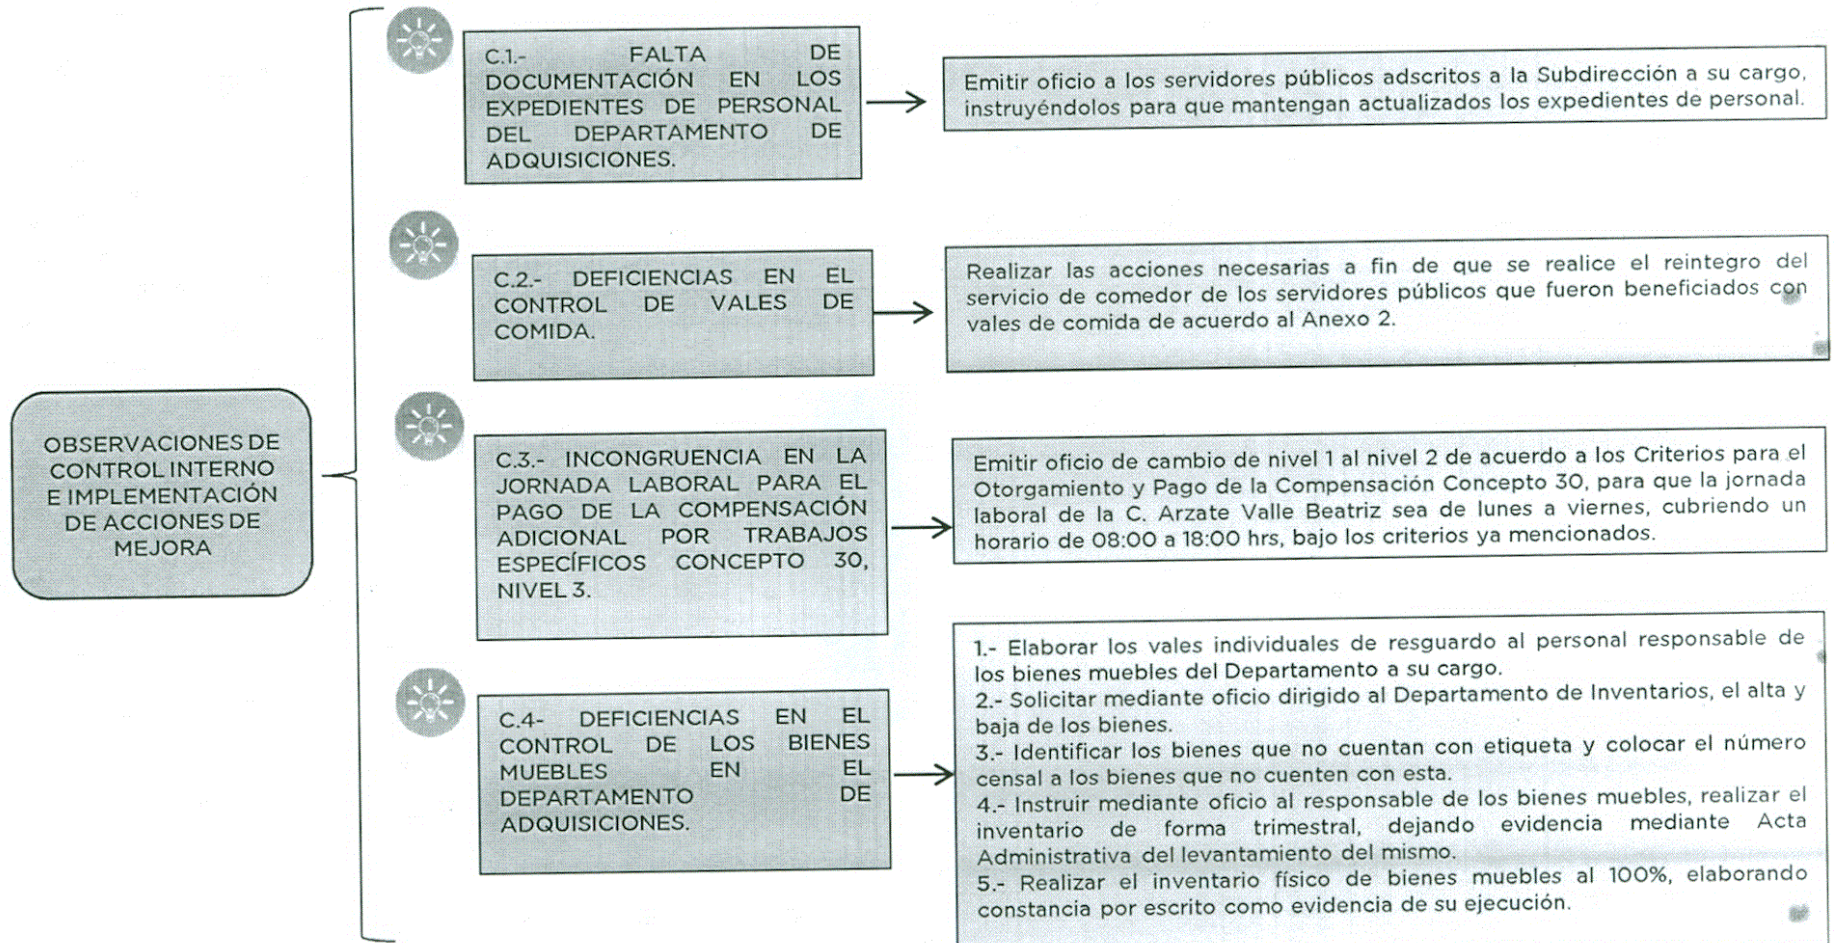 OBSERVACIONES DE
CONTROL INTERNO
E IMPLEMENTACIÓN
DE ACCIONES DE
MEJORA
C.1.- FALTA DE
DOCUMENTACIÓN EN LOS
EXPEDIENTES DE PERSONAL
DEL DEPARTAMENTO DE
ADQUISICIONES.
Emitir oficio a los servidores públicos adscritos a la Subdirección a su cargo,
instruyéndolos para que mantengan actualizados los expedientes de personal.
C.2.- DEFICIENCIAS EN EL
CONTROL DE VALES DE
COMIDA.
Realizar las acciones necesarias a fin de que se realice el reintegro del
servicio de comedor de los servidores públicos que fueron beneficiados con
vales de comida de acuerdo al Anexo 2.
C.3.- INCONGRUENCIA EN LA
JORNADA LABORAL PARA EL
PAGO DE LA COMPENSACIÓN
ADICIONAL POR TRABAJOS
ESPECÍFICOS CONCEPTO 30,
NIVEL 3.
Emitir oficio de cambio de nivel 1 al nivel 2 de acuerdo a los Criterios para el
Otorgamiento y Pago de la Compensación Concepto 30, para que la jornada
laboral de la C. Arzate Valle Beatriz sea de lunes a viernes, cubriendo un
horario de 08:00 a 18:00 hrs, bajo los criterios ya mencionados.
C.4- DEFICIENCIAS EN EL
CONTROL DE LOS BIENES
MUEBLES EN EL
DEPARTAMENTO DE
ADQUISICIONES.
1.- Elaborar los vales individuales de resguardo al personal responsable de
los bienes muebles del Departamento a su cargo.
2.- Solicitar mediante oficio dirigido al Departamento de Inventarios, el alta y
baja de los bienes.
3.- Identificar los bienes que no cuentan con etiqueta y colocar el número
censal a los bienes que no cuenten con esta.
4.- Instruir mediante oficio al responsable de los bienes muebles, realizar el
inventario de forma trimestral, dejando evidencia mediante Acta
Administrativa del levantamiento del mismo.
5.- Realizar el inventario físico de bienes muebles al 100%, elaborando
constancia por escrito como evidencia de su ejecución.